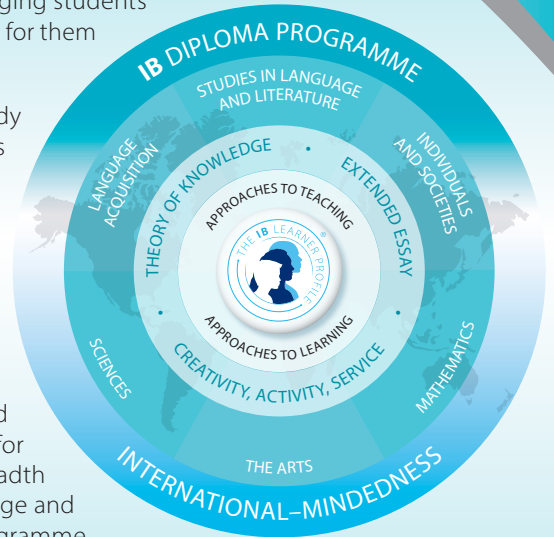 ging students
for them
dy
s
d
for
adth
ge and
gramme
IB DIPLOMA PROGRAMME
STUDIES IN LANGUAGE
AND LITERATURE
LANGUAGE
ACQUISITION
INDIVIDUALS
AND SOCIETIES
THEORY OF KNOWLEDGE • EXTENDED ESSAY •
APPROACHES TO TEACHING
THE IB LEARNER PROFILE
®
APPROACHES TO LEARNING
• CREATIVITY, ACTIVITY, SERVICE
SCIENCES
MATHEMATICS
THE ARTS
INTERNATIONAL–MINDEDNESS